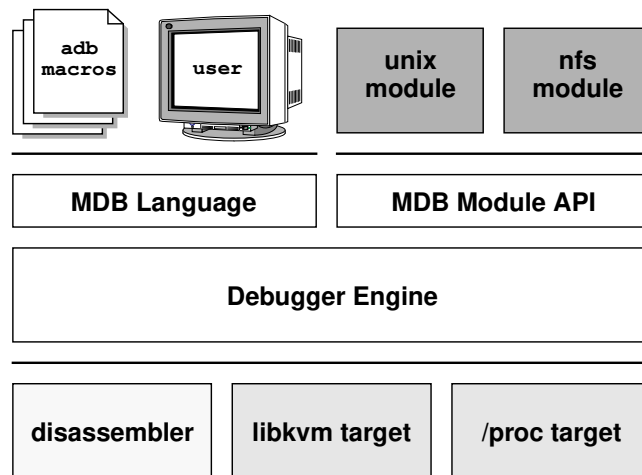 adb
macros
user
unix
module
nfs
module
MDB Language
MDB Module API
Debugger Engine
disassembler
libkvm target
/proc target